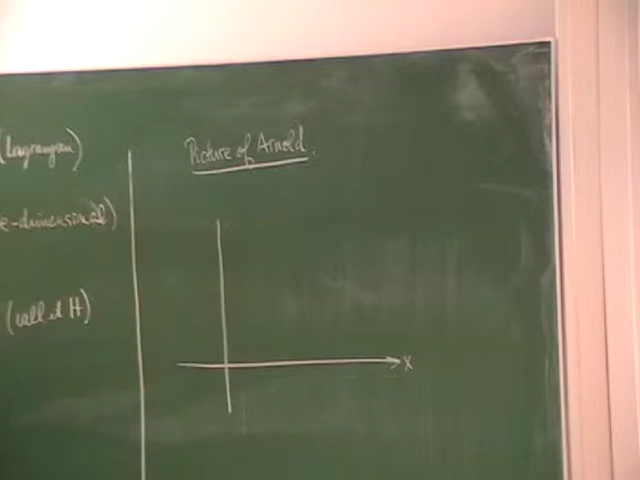 (Lagrangian)
e-dimensional)
(call it H)
Picture of Arnold.
x